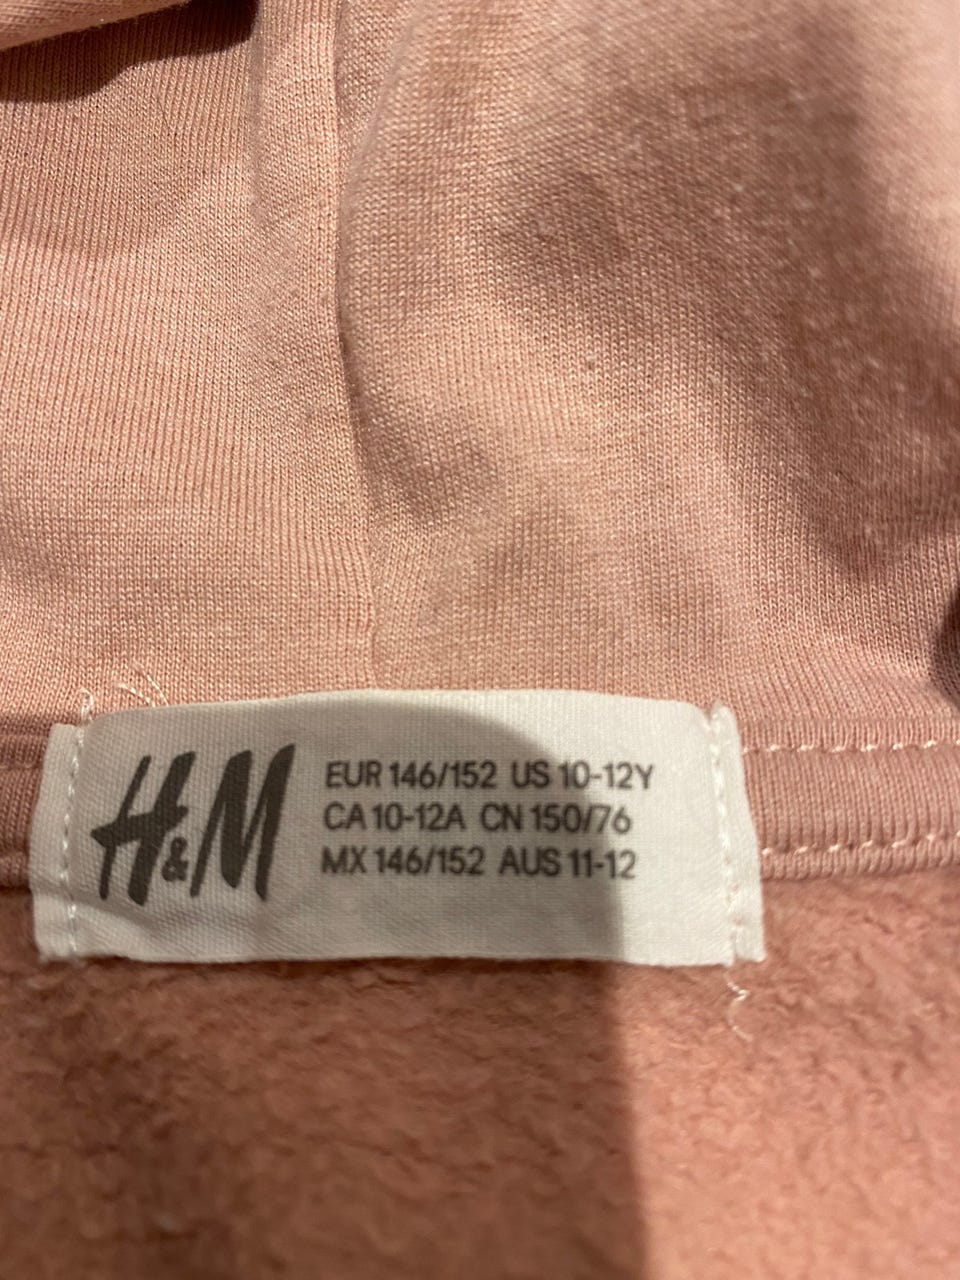 H&M
EUR 146/152 US 10-12Y
CA 10-12A CN 150/76
MX 146/152 AUS 11-12